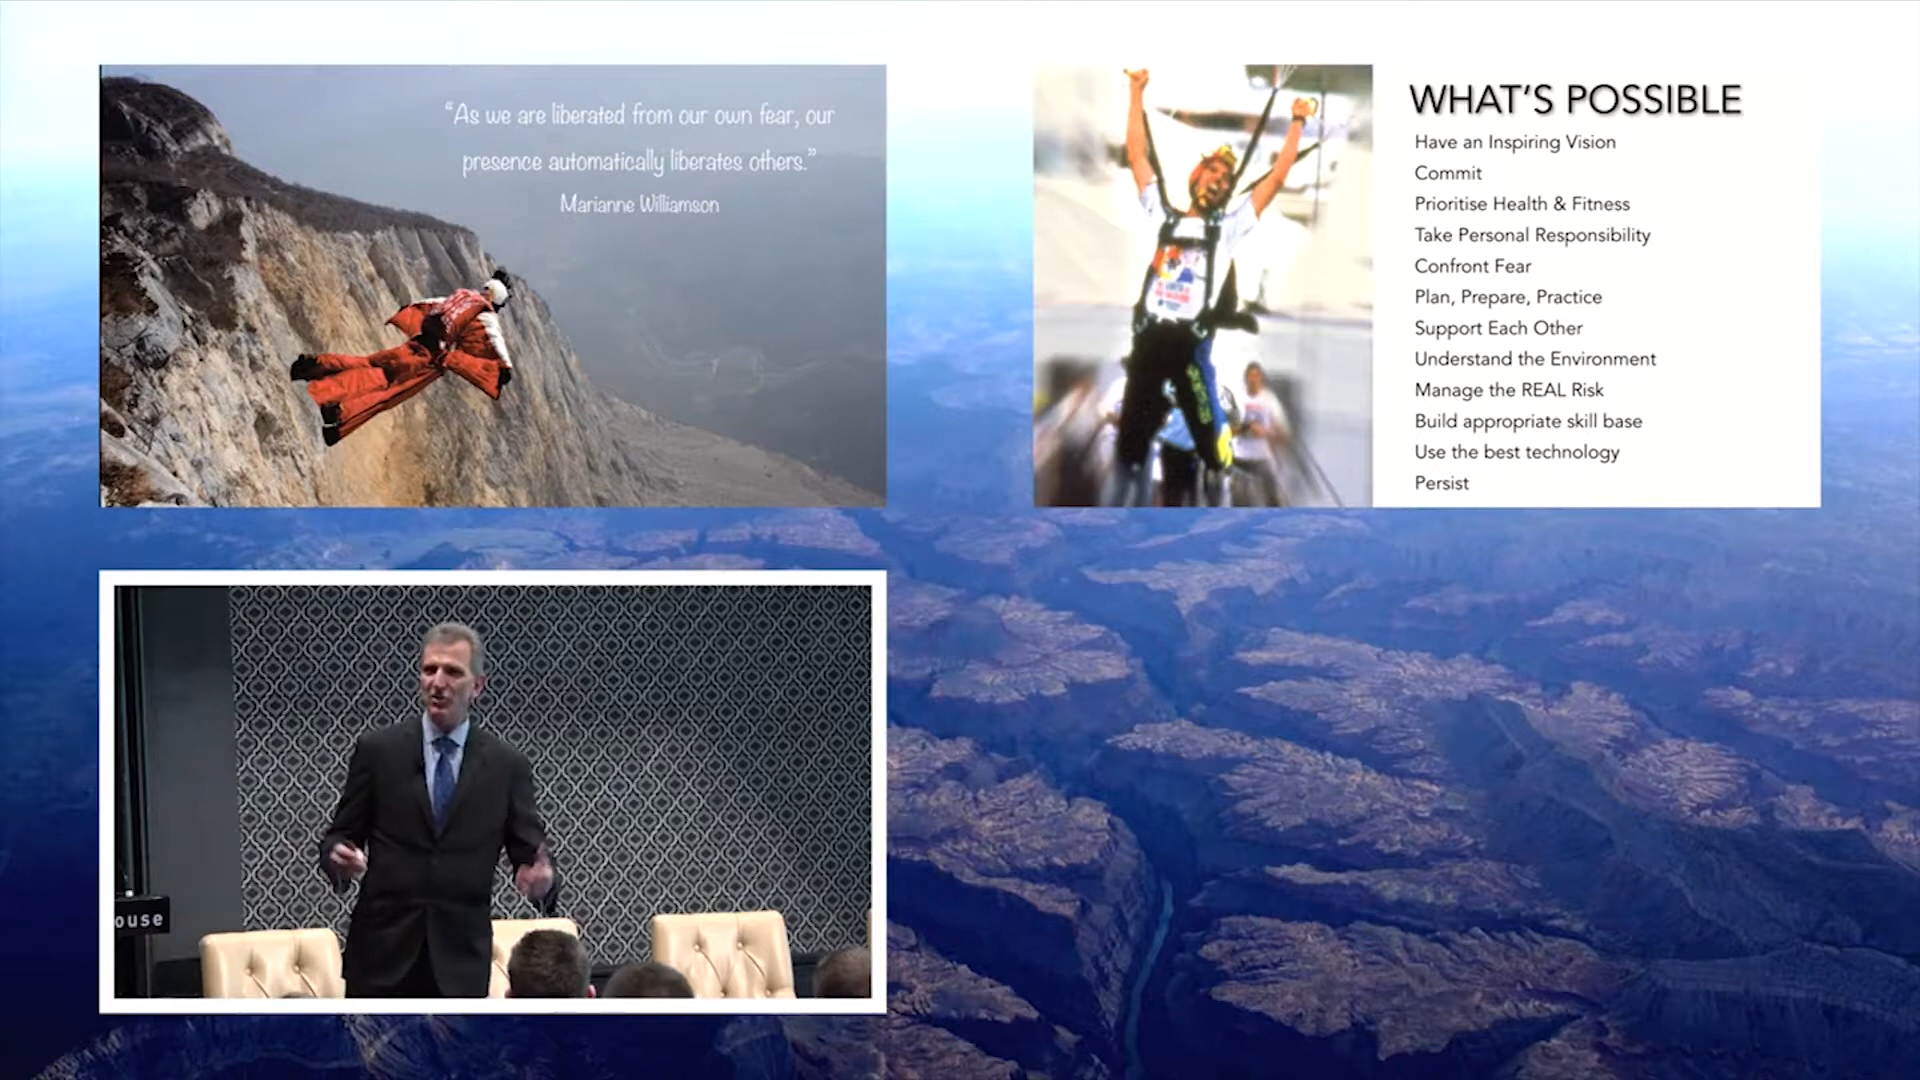 “As we are liberated from our own fear, our
presence automatically liberates others.”
Marianne Williamson
WHAT’S POSSIBLE
Have an Inspiring Vision
Commit
Prioritise Health & Fitness
Take Personal Responsibility
Confront Fear
Plan, Prepare, Practice
Support Each Other
Understand the Environment
Manage the REAL Risk
Build appropriate skill base
Use the best technology
Persist
ouse